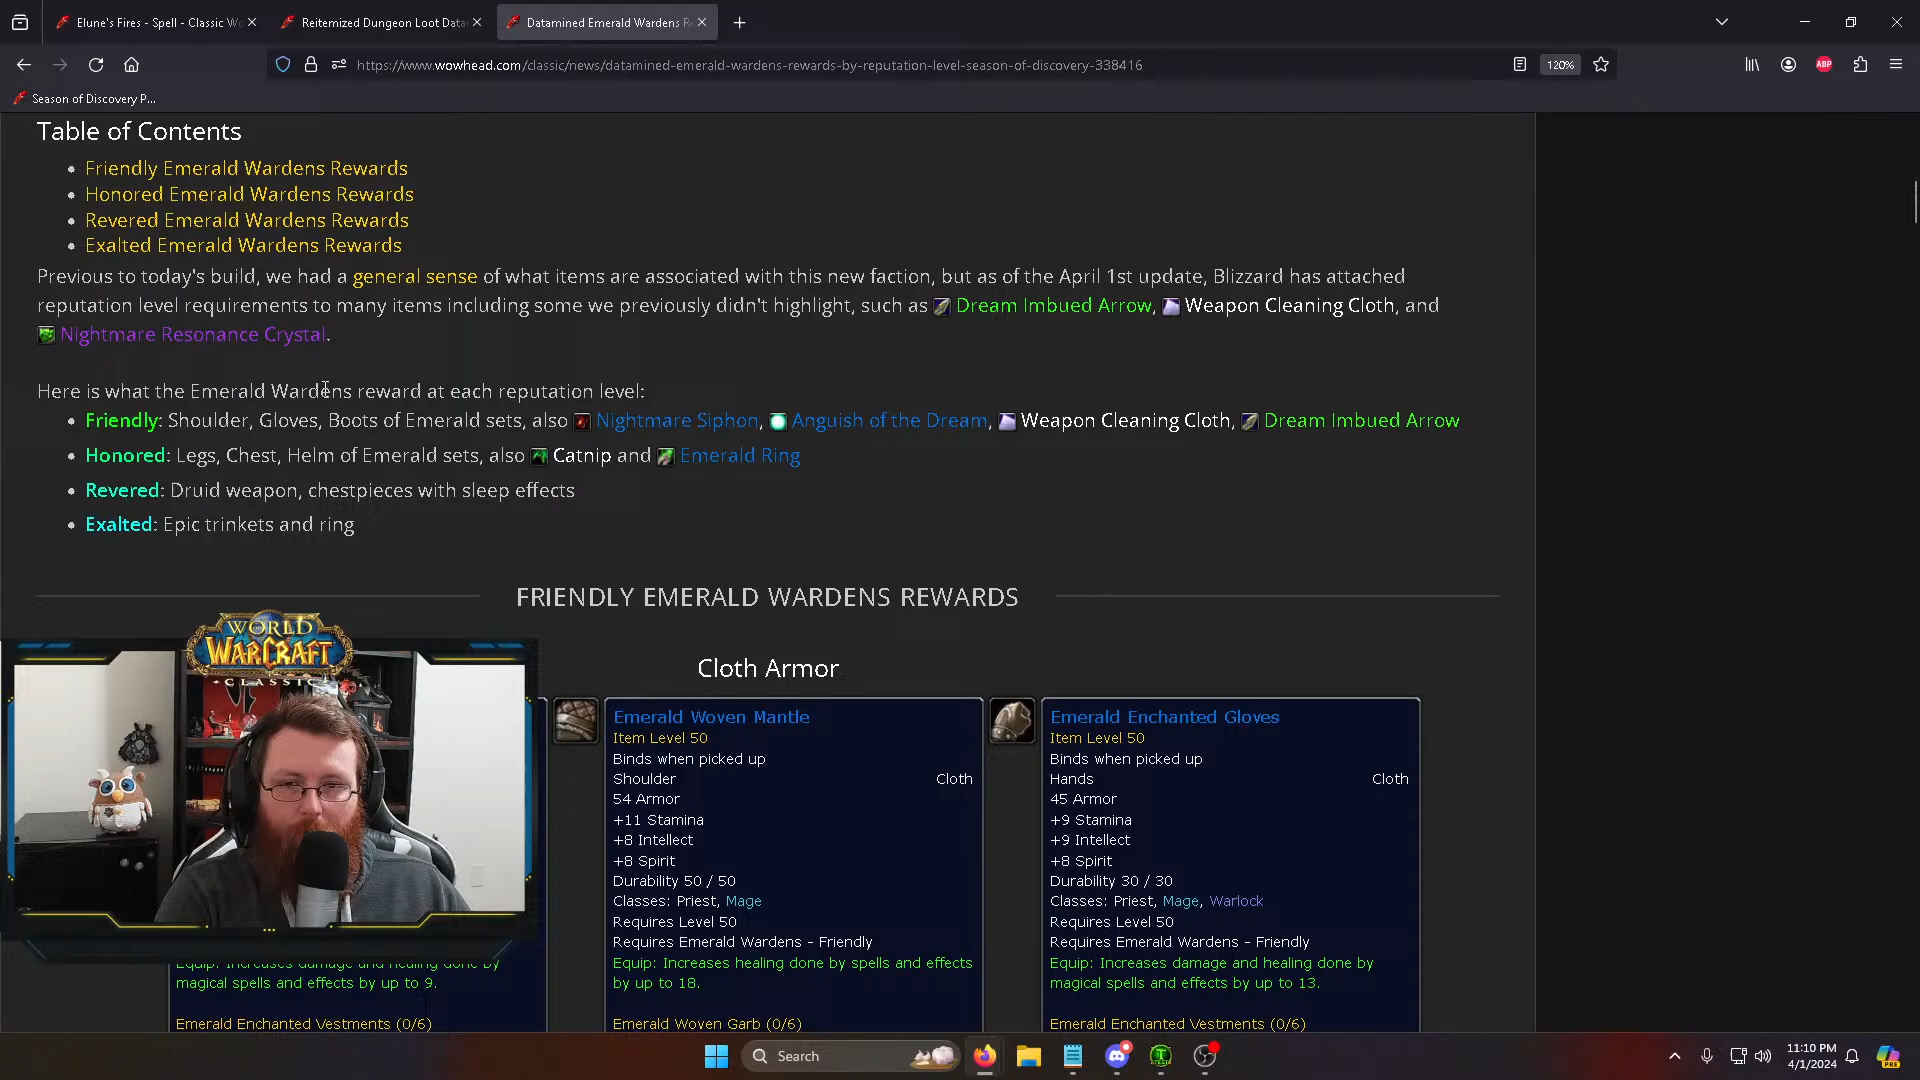 Elune's Fires - Spell - Classic Wo
Reitemized Dungeon Loot Data
Datamined Emerald Wardens R
https://www.wowhead.com/classic/news/datamined-emerald-wardens-rewards-by-reputation-level-season-of-discovery-338416
120%
ABP
Season of Discovery P...
Table of Contents
Friendly Emerald Wardens Rewards
Honored Emerald Wardens Rewards
Revered Emerald Wardens Rewards
Exalted Emerald Wardens Rewards
Previous to today's build, we had a general sense of what items are associated with this new faction, but as of the April 1st update, Blizzard has attached
reputation level requirements to many items including some we previously didn't highlight, such as Dream Imbued Arrow, Weapon Cleaning Cloth, and
Nightmare Resonance Crystal.
Here is what the Emerald Wardens reward at each reputation level:
Friendly: Shoulder, Gloves, Boots of Emerald sets, also Nightmare Siphon, Anguish of the Dream, Weapon Cleaning Cloth, Dream Imbued Arrow
Honored: Legs, Chest, Helm of Emerald sets, also Catnip and Emerald Ring
Revered: Druid weapon, chestpieces with sleep effects
Exalted: Epic trinkets and ring
FRIENDLY EMERALD WARDENS REWARDS
Cloth Armor
WORLD
WARCRAFT
CLASSIC
Emerald Woven Mantle
Item Level 50
Binds when picked up
Shoulder Cloth
54 Armor
+11 Stamina
+8 Intellect
+8 Spirit
Durability 50 / 50
Classes: Priest, Mage
Requires Level 50
Requires Emerald Wardens - Friendly
Equip: Increases healing done by spells and effects
by up to 18.
Emerald Woven Garb (0/6)
Emerald Enchanted Gloves
Item Level 50
Binds when picked up
Hands Cloth
45 Armor
+9 Stamina
+9 Intellect
+8 Spirit
Durability 30 / 30
Classes: Priest, Mage, Warlock
Requires Level 50
Requires Emerald Wardens - Friendly
Equip: Increases damage and healing done by
magical spells and effects by up to 13.
Emerald Enchanted Vestments (0/6)
Equip: Increases damage and healing done by
magical spells and effects by up to 9.
Emerald Enchanted Vestments (0/6)
Search
11:10 PM
4/1/2024
PRE